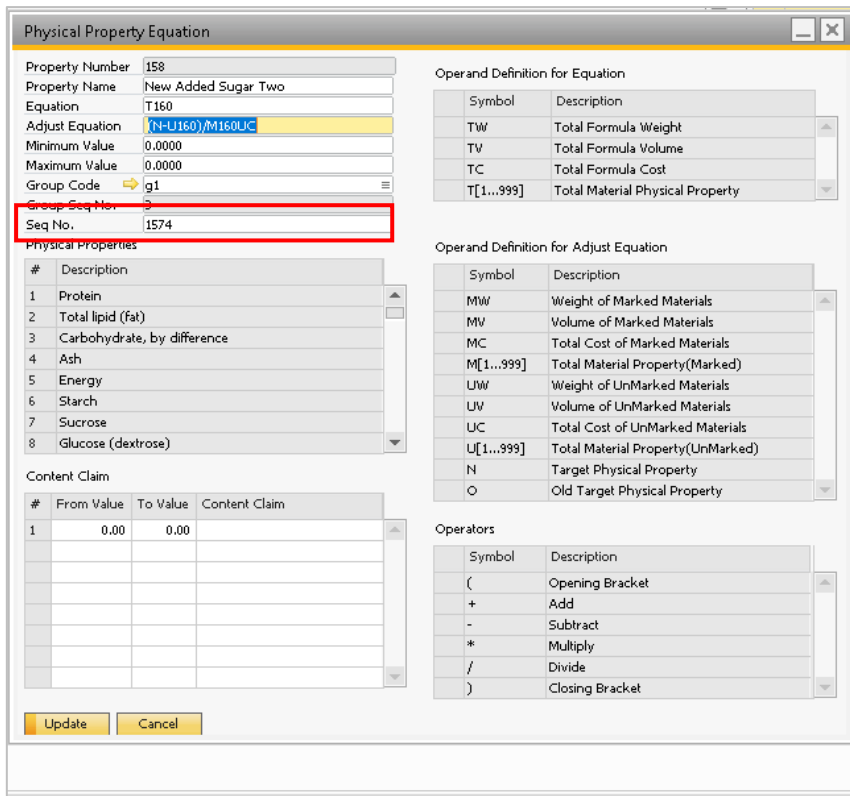 Physical Property Equation
Property Number 158
Property Name New Added Sugar Two
Equation T160
Adjust Equation (N-U160)/M160UC
Minimum Value 0.0000
Maximum Value 0.0000
Group Code g1
Group Seq No. 3
Seq No. 1574
Physical Properties
# Description
1 Protein
2 Total lipid (fat)
3 Carbohydrate, by difference
4 Ash
5 Energy
6 Starch
7 Sucrose
8 Glucose (dextrose)
Content Claim
# From Value To Value Content Claim
1 0.00 0.00
Update Cancel
Operand Definition for Equation
Symbol Description
TW Total Formula Weight
TV Total Formula Volume
TC Total Formula Cost
T[1...999] Total Material Physical Property
Operand Definition for Adjust Equation
Symbol Description
MW Weight of Marked Materials
MV Volume of Marked Materials
MC Total Cost of Marked Materials
M[1...999] Total Material Property(Marked)
UW Weight of UnMarked Materials
UV Volume of UnMarked Materials
UC Total Cost of UnMarked Materials
U[1...999] Total Material Property(UnMarked)
N Target Physical Property
O Old Target Physical Property
Operators
Symbol Description
( Opening Bracket
+ Add
- Subtract
* Multiply
/ Divide
) Closing Bracket